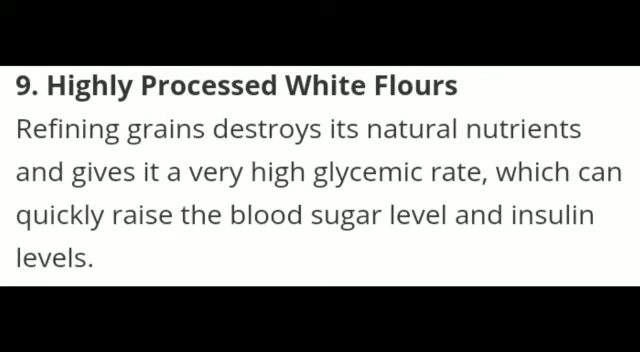 9. Highly Processed White Flours
Refining grains destroys its natural nutrients
and gives it a very high glycemic rate, which can
quickly raise the blood sugar level and insulin
levels.